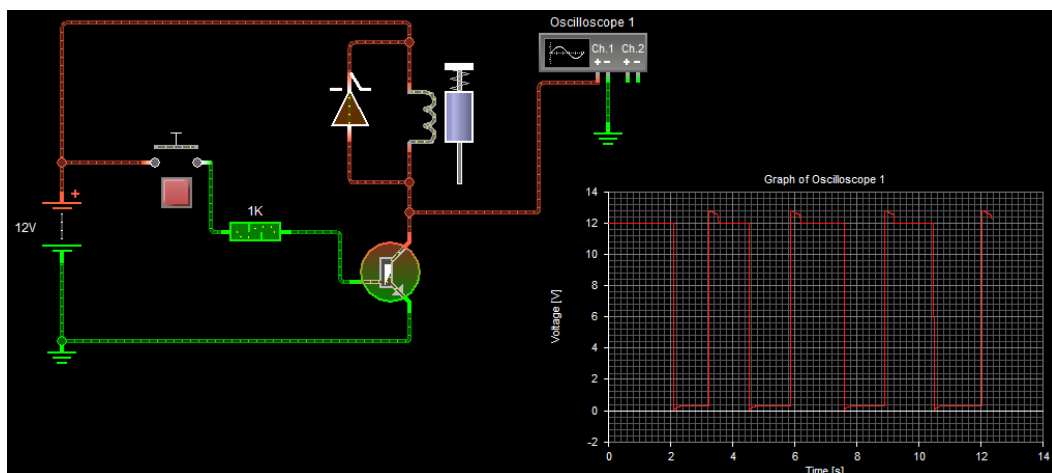 Oscilloscope 1
Ch.1 Ch.2
+ - + -
+
12V
1K
Graph of Oscilloscope 1
Voltage [V]
14
12
10
8
6
4
2
0
-2
0 2 4 6 8 10 12 14
Time [s]